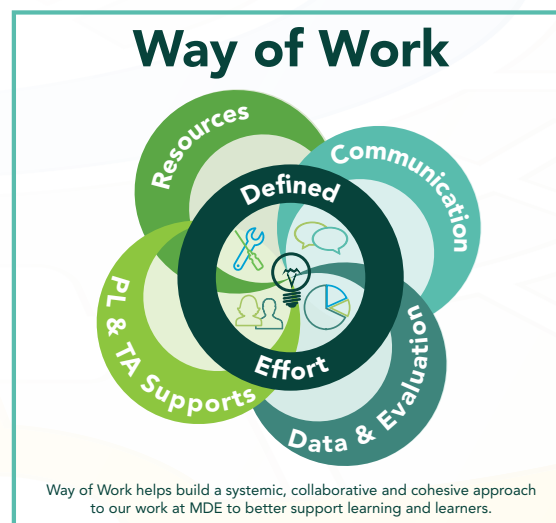 Way of Work
Resources
Communication
Defined
Effort
PL & TA Supports
Data & Evaluation
Way of Work helps build a systemic, collaborative and cohesive approach
to our work at MDE to better support learning and learners.